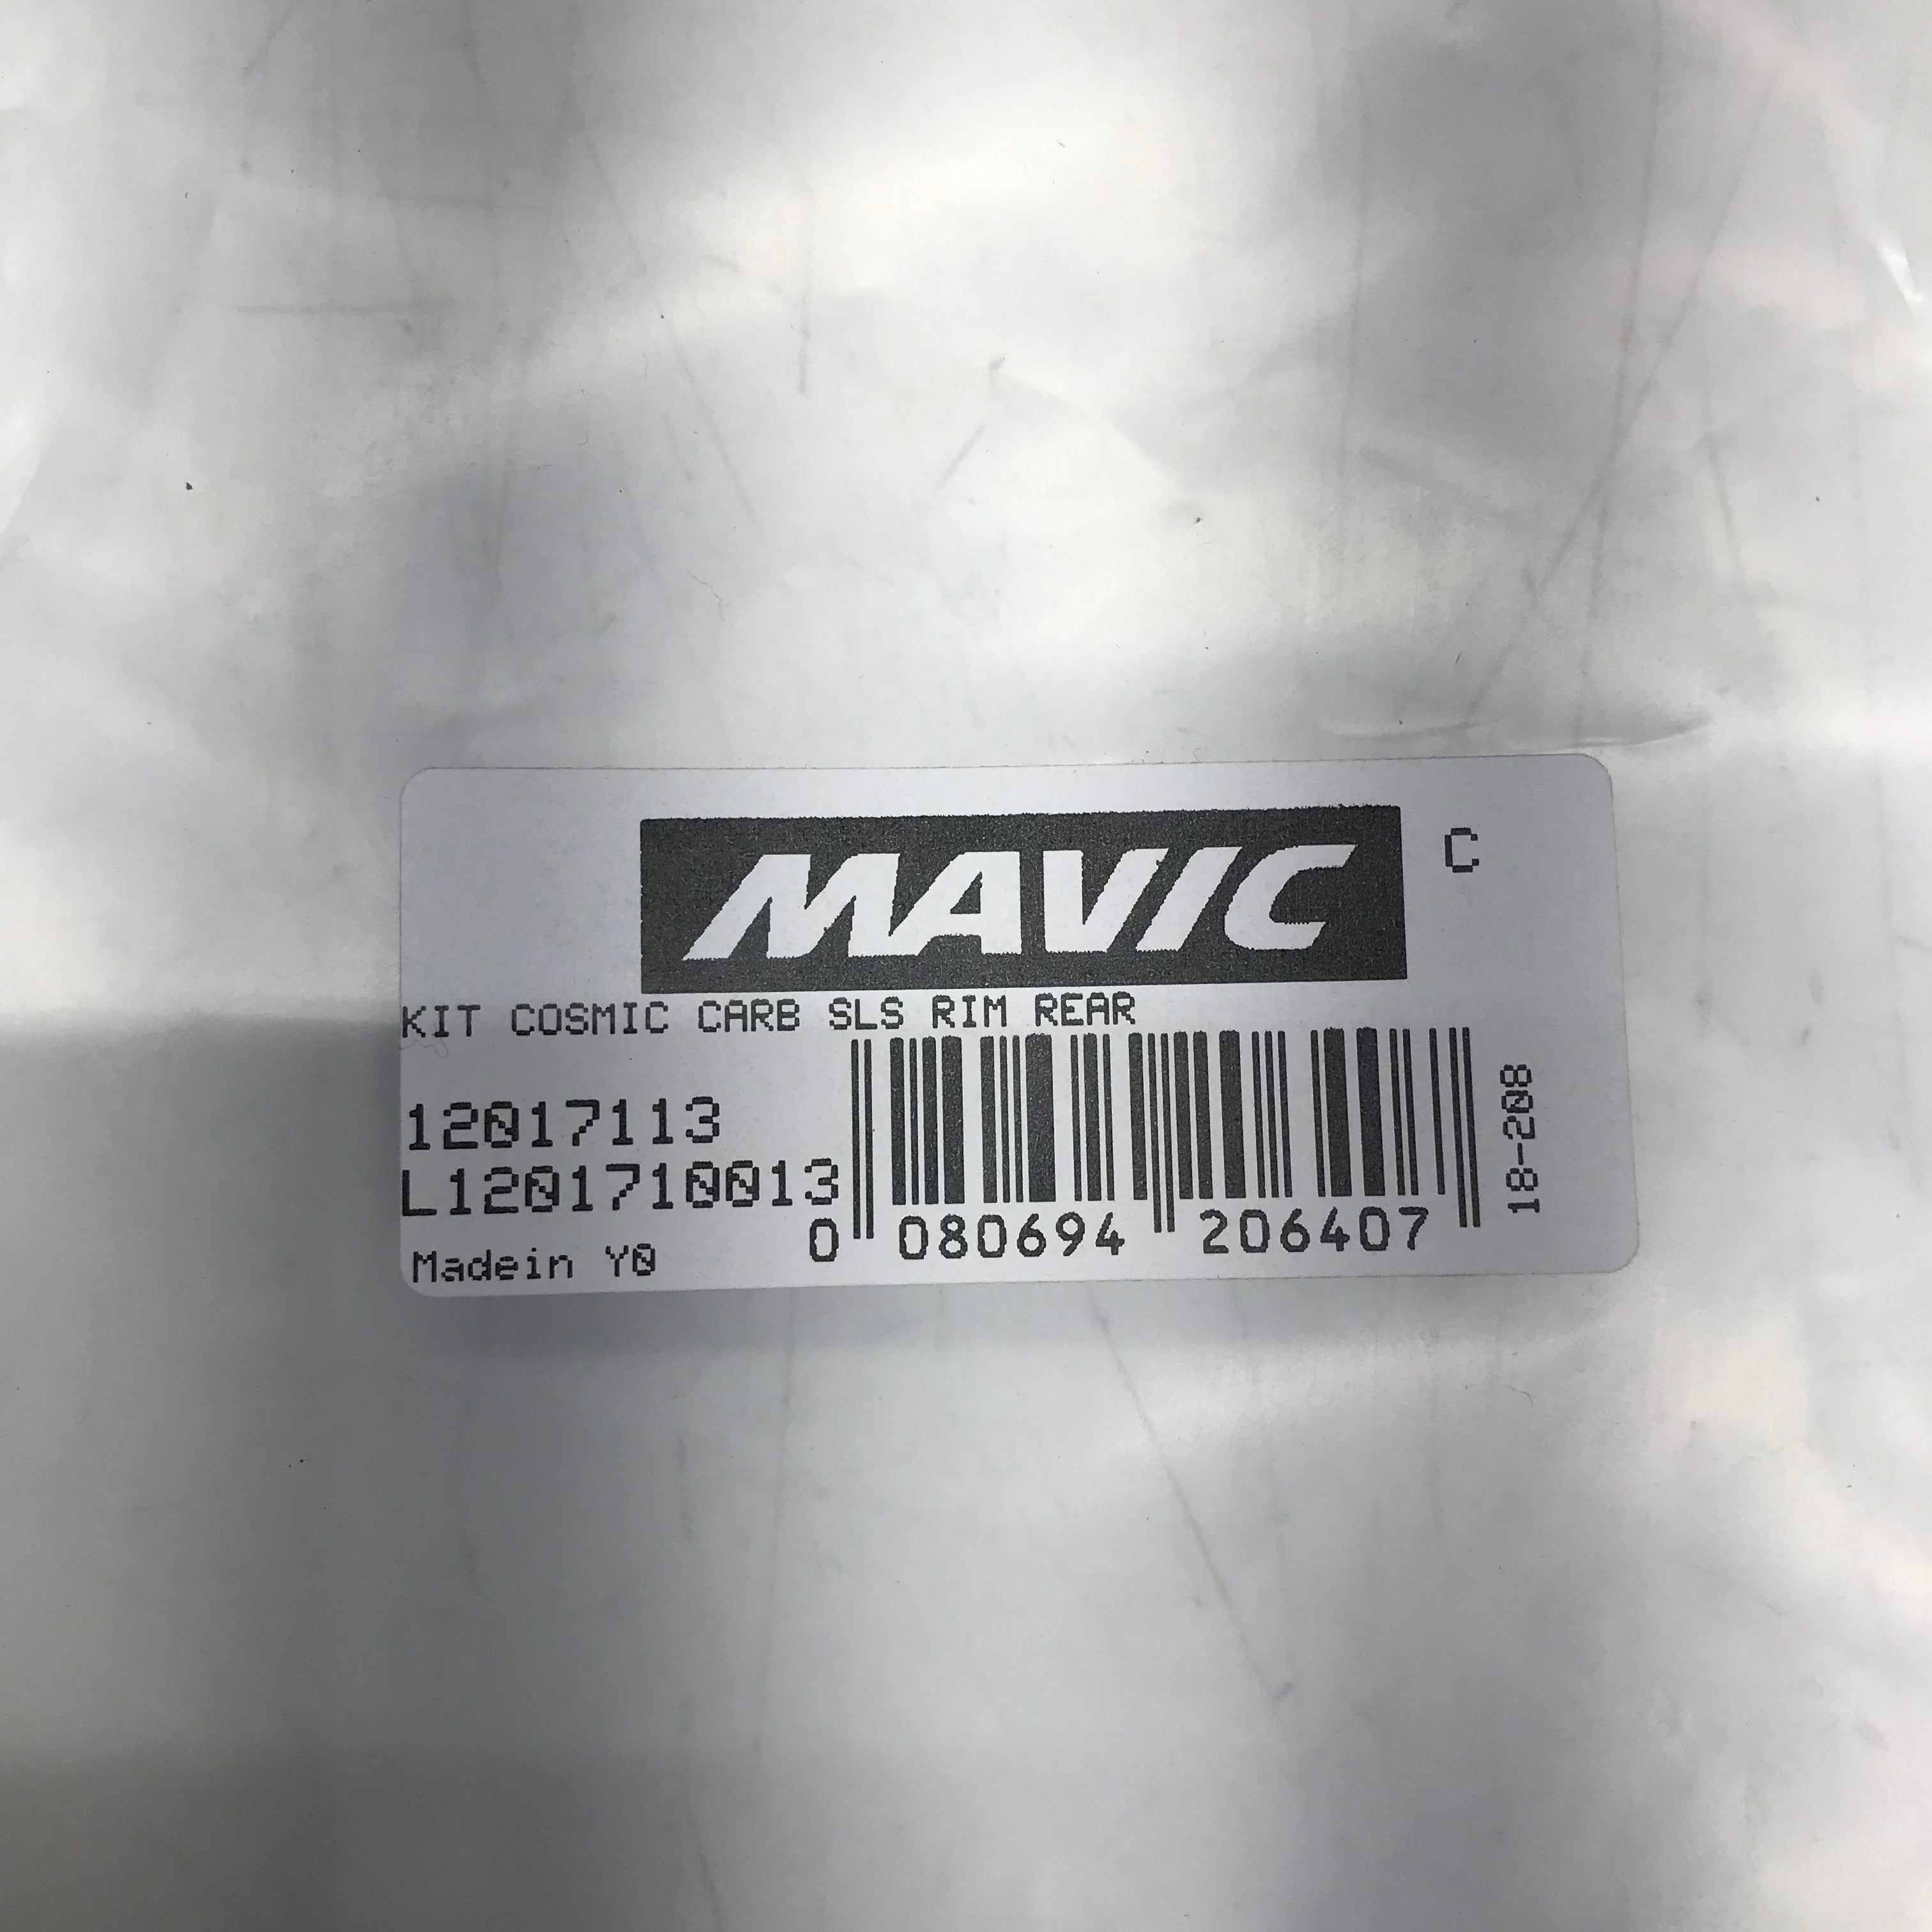 MAVIC C
KIT COSMIC CARB SLS RIM REAR
12017113
L1201710013
Madein Y0
0 080694 206407
18-208